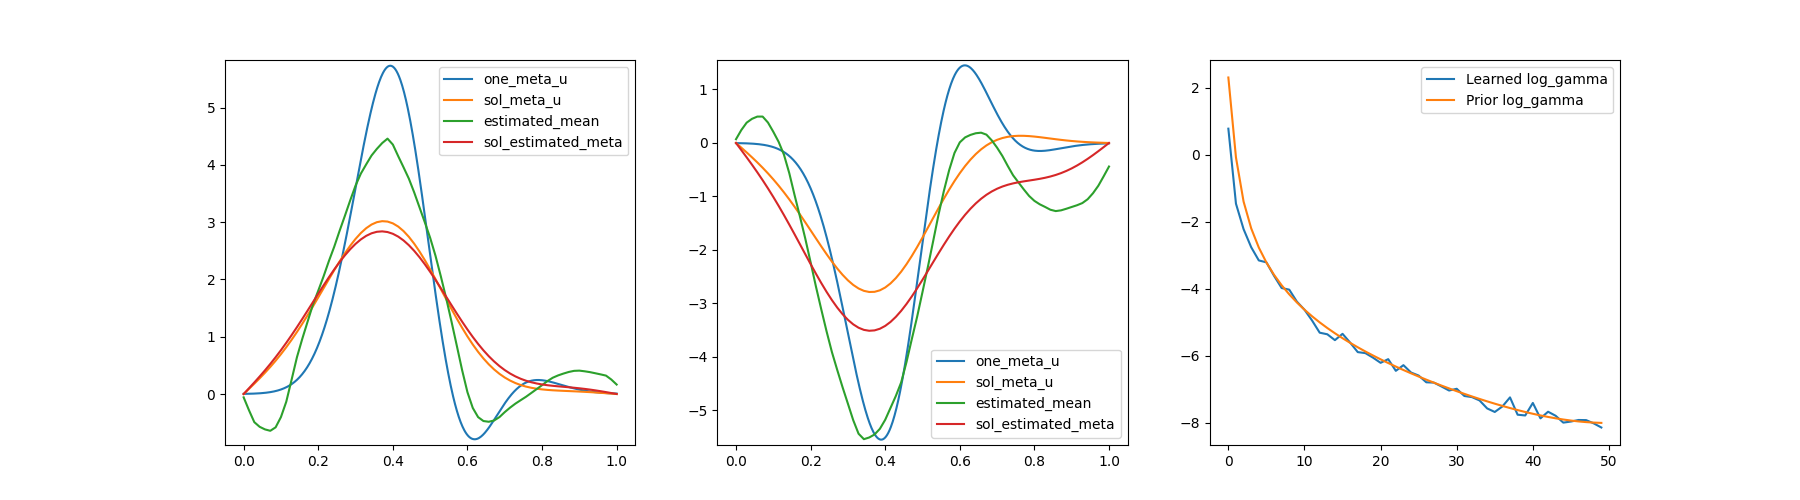 one_meta_u
sol_meta_u
estimated_mean
sol_estimated_meta
5
4
3
2
1
0
0.0 0.2 0.4 0.6 0.8 1.0
1
0
−1
−2
−3
−4
−5
one_meta_u
sol_meta_u
estimated_mean
sol_estimated_meta
0.0 0.2 0.4 0.6 0.8 1.0
Learned log_gamma
Prior log_gamma
2
0
−2
−4
−6
−8
0 10 20 30 40 50